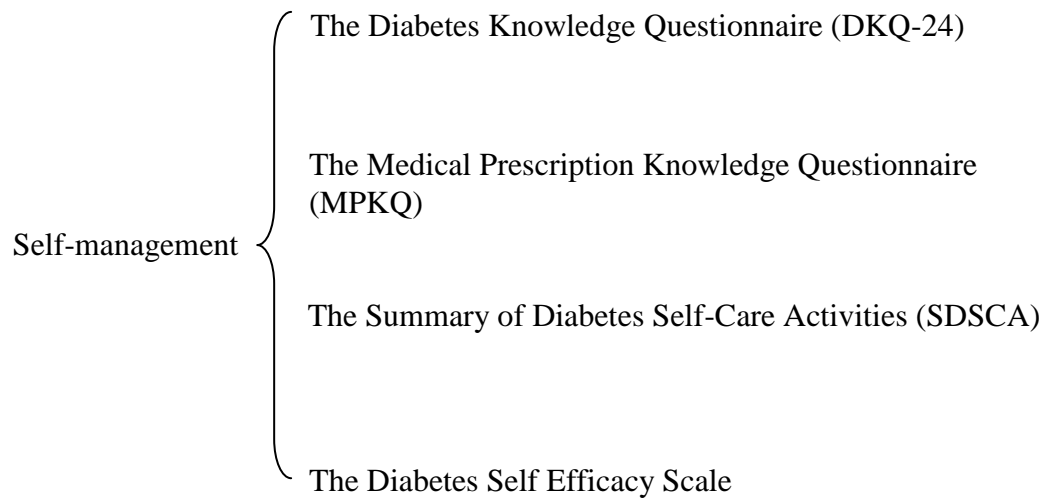 The Diabetes Knowledge Questionnaire (DKQ-24)
The Medical Prescription Knowledge Questionnaire
(MPKQ)
Self-management
The Summary of Diabetes Self-Care Activities (SDSCA)
The Diabetes Self Efficacy Scale